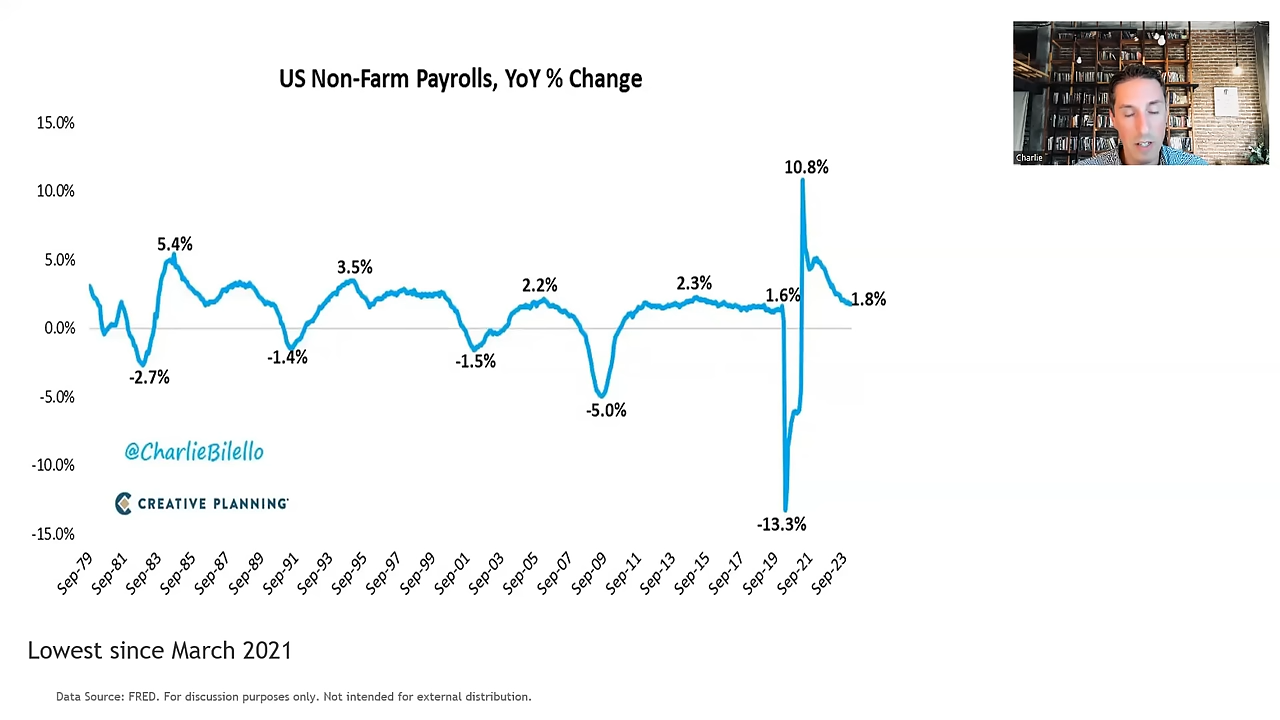 US Non-Farm Payrolls, YoY % Change
15.0%
10.0%
5.0%
0.0%
-5.0%
-10.0%
-15.0%
5.4%
-2.7%
-1.4%
3.5%
-1.5%
2.2%
-5.0%
2.3%
1.6%
-13.3%
10.8%
1.8%
@CharlieBilello
CREATIVE PLANNING
Sep-79
Sep-81
Sep-83
Sep-85
Sep-87
Sep-89
Sep-91
Sep-93
Sep-95
Sep-97
Sep-99
Sep-01
Sep-03
Sep-05
Sep-07
Sep-09
Sep-11
Sep-13
Sep-15
Sep-17
Sep-19
Sep-21
Sep-23
Lowest since March 2021
Data Source: FRED. For discussion purposes only. Not intended for external distribution.
Charlie